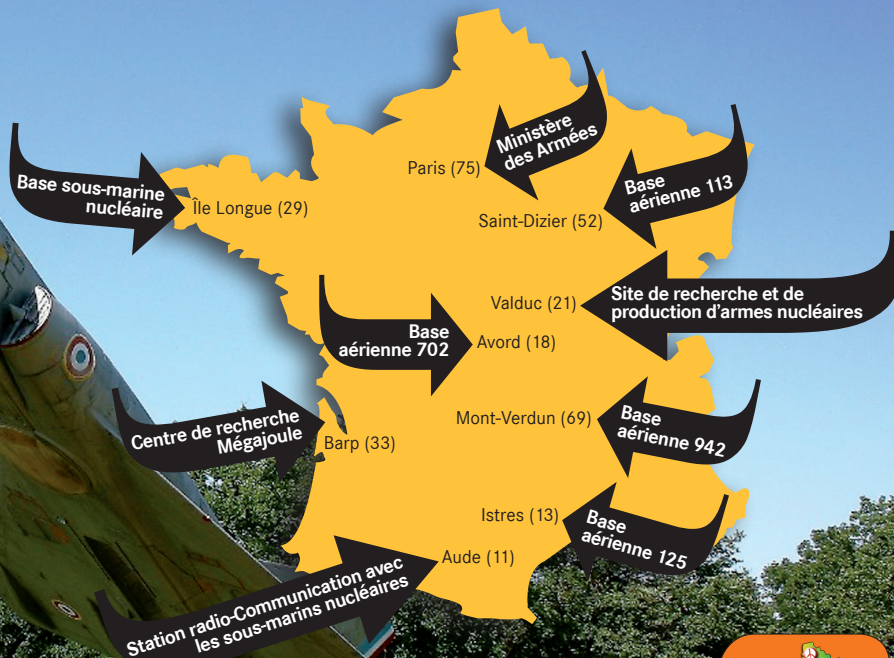 Ministère
des Armées
Paris (75)
Base
aérienne 113
Saint-Dizier (52)
Base sous-marine
nucléaire
Île Longue (29)
Site de recherche et de
production d'armes nucléaires
Valduc (21)
Base
aérienne 702
Avord (18)
Mont-Verdun (69)
Base
aérienne 942
Centre de recherche
Mégajoule
Barp (33)
Istres (13)
Base
aérienne 125
Aude (11)
Station radio-Communication avec
les sous-marins nucléaires